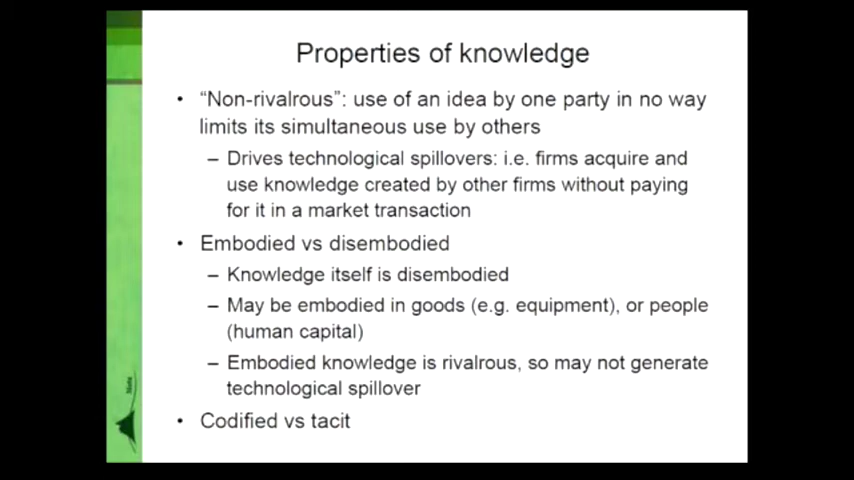 Properties of knowledge
• “Non-rivalrous”: use of an idea by one party in no way
limits its simultaneous use by others
– Drives technological spillovers: i.e. firms acquire and
use knowledge created by other firms without paying
for it in a market transaction
• Embodied vs disembodied
– Knowledge itself is disembodied
– May be embodied in goods (e.g. equipment), or people
(human capital)
– Embodied knowledge is rivalrous, so may not generate
technological spillover
• Codified vs tacit